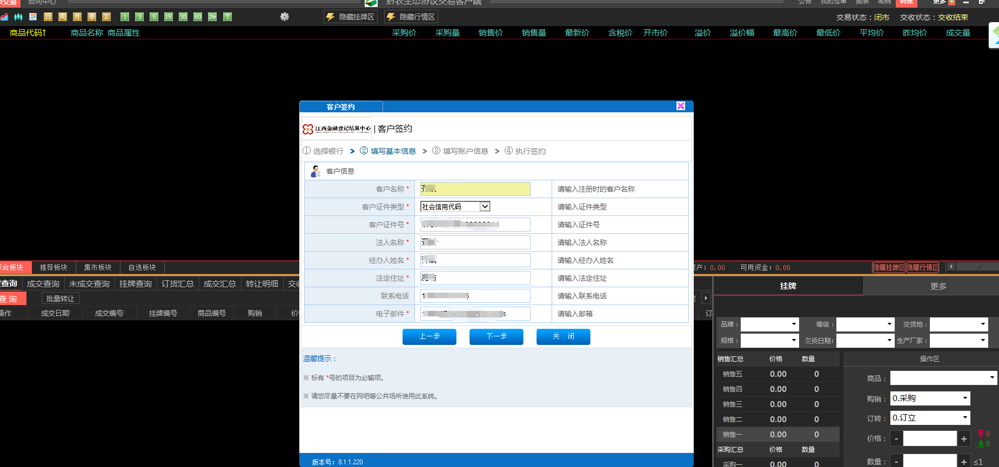 合同中心 黔农生态协议交易客户端 公告 我的仓单 报表 密码 转账 更多
日 周 月 季 X 1 3 5 15 30 60 2hr Y 隐藏挂牌区 隐藏行情区 交易状态：闭市 交收状态：交收结束
商品代码↑ 商品名称 商品属性 采购价 采购量 销售价 销售量 最新价 含税价 开市价 溢价 溢价幅 最高价 最低价 平均价 昨均价 成交量
客户签约
江西金融登记结算中心 | 客户签约
① 选择银行 > ② 填写基本信息 > ③ 填写账户信息 > ④ 执行签约
客户信息
客户名称 * 请输入注册时的客户名称
客户证件类型 * 社会信用代码 请输入证件类型
客户证件号 * 请输入证件号
法人名称 * 请输入法人名称
经办人姓名 * 请输入经办人姓名
法定住址 * 请输入法定住址
联系电话 请输入联系电话
电子邮件 * 请输入邮箱
上一步 下一步 关 闭
温馨提示：
※ 标有 *号的项目为必输项。
※ 请您尽量不要在网吧等公共场所使用此系统。
版本号：8.1.1.220
合板块 推荐板块 集市板块 自选板块
资产：0.00 可用资金：0.00 隐藏挂牌区 隐藏行情区
查询 成交查询 未成交查询 挂牌查询 订货汇总 成交汇总 转让明细 交收
查 询 批量转让
操作 成交日期 成交编号 挂牌编号 商品编号 购销 价 订
挂牌 更多
品牌： 等级： 交货地：
规格： 交货日期： 生产厂家：
销售汇总 价格 数量
销售五 0.00 0
销售四 0.00 0
销售三 0.00 0
销售二 0.00 0
销售一 0.00 0
采购汇总 价格 数量
采购一 0.00 0
操作区
商品：
购销：0.采购
订转：0.订立
价格： - + 0
0
数量： - + ≤1